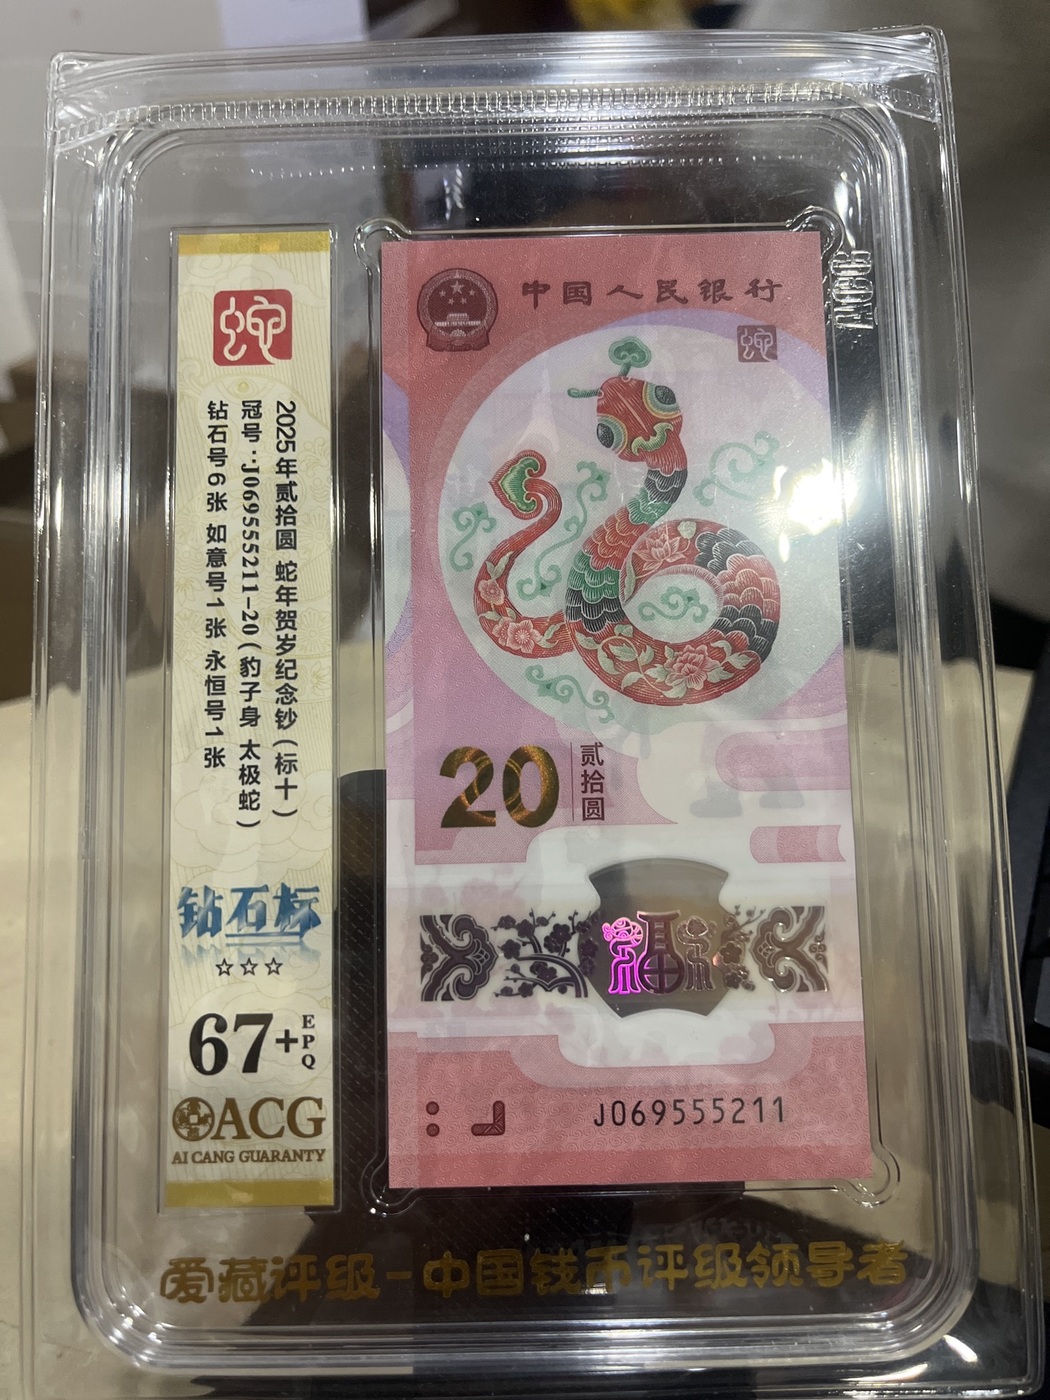 蛇
2025年贰拾圆 蛇年贺岁纪念钞（标十）
冠号：J069555211-20（豹子身 太极蛇）
钻石号6张 如意号1张 永恒号1张
钻石标
☆☆☆
67+EPQ
ACG
AI CANG GUARANTY
中国人民银行
蛇
20
贰拾圆
福
J069555211
爱藏评级-中国钱币评级领导者